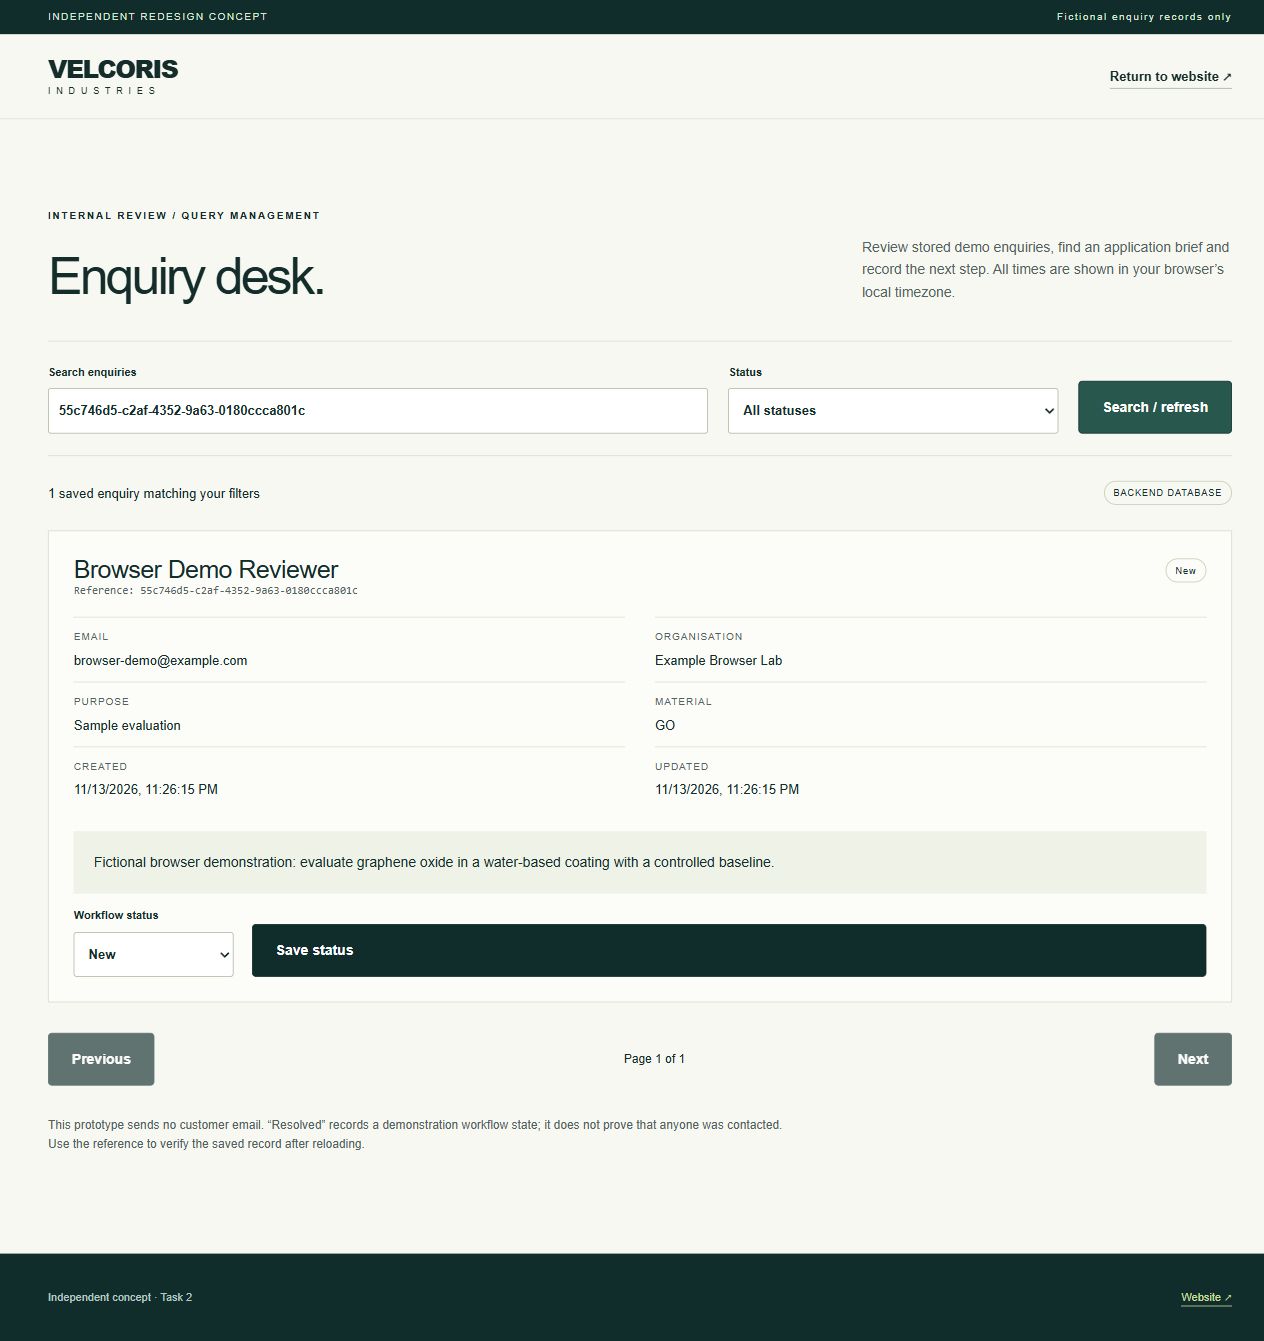 INDEPENDENT REDESIGN CONCEPT
Fictional enquiry records only
VELCORIS
INDUSTRIES
Return to website ↗
INTERNAL REVIEW / QUERY MANAGEMENT
Enquiry desk.
Review stored demo enquiries, find an application brief and
record the next step. All times are shown in your browser’s
local timezone.
Search enquiries
55c746d5-c2af-4352-9a63-0180ccca801c
Status
All statuses
Search / refresh
1 saved enquiry matching your filters
BACKEND DATABASE
Browser Demo Reviewer
Reference: 55c746d5-c2af-4352-9a63-0180ccca801c
New
EMAIL
browser-demo@example.com
ORGANISATION
Example Browser Lab
PURPOSE
Sample evaluation
MATERIAL
GO
CREATED
11/13/2026, 11:26:15 PM
UPDATED
11/13/2026, 11:26:15 PM
Fictional browser demonstration: evaluate graphene oxide in a water-based coating with a controlled baseline.
Workflow status
New
Save status
Previous
Page 1 of 1
Next
This prototype sends no customer email. “Resolved” records a demonstration workflow state; it does not prove that anyone was contacted.
Use the reference to verify the saved record after reloading.
Independent concept · Task 2
Website ↗